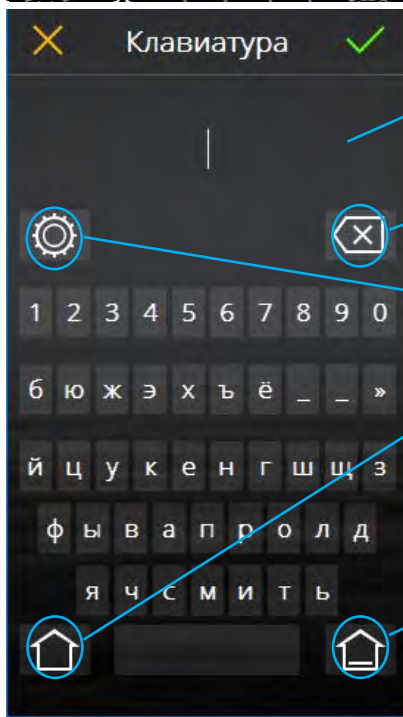 Клавиатура
1 2 3 4 5 6 7 8 9 0
б ю ж э х ъ ё _ _ »
й ц у к е н г ш щ з
ф ы в а п р о л д
я ч с м и т ь